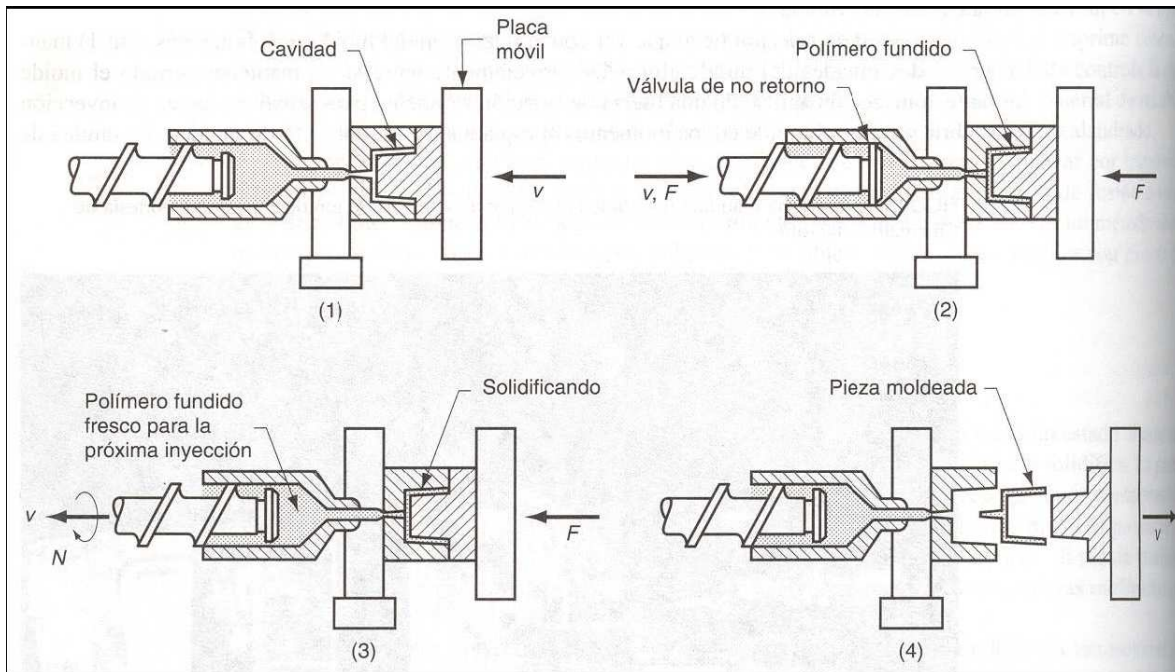 Placa
móvil
Cavidad
v
(1)
Polímero fundido
Válvula de no retorno
v, F
F
(2)
Solidificando
Polímero fundido
fresco para la
próxima inyección
v
N
F
(3)
Pieza moldeada
v
(4)